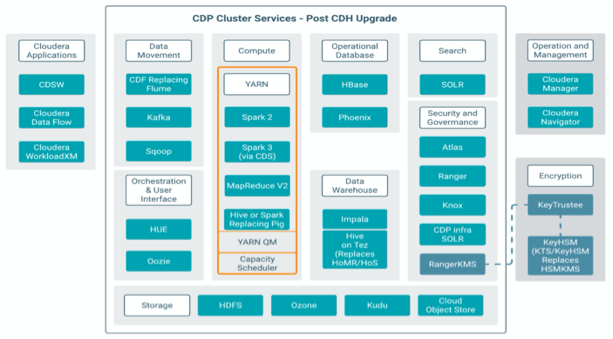 CDP Cluster Services - Post CDH Upgrade
Cloudera
Applications
CDSW
Cloudera
Data Flow
Cloudera
WorkloadXM
Data
Movement
CDF Replacing
Flume
Kafka
Sqoop
Orchestration
& User
Interface
HUE
Oozie
Compute
YARN
Spark 2
Spark 3
(via CDS)
MapReduce V2
Hive or Spark
Replacing Pig
YARN QM
Capacity
Scheduler
Operational
Database
HBase
Phoenix
Data
Warehouse
Impala
Hive
on Tez
(Replaces
HoMR/HoS
Search
SOLR
Security and
Governance
Atlas
Ranger
Knox
CDP infra
SOLR
RangerKMS
Operation and
Management
Cloudera
Manager
Cloudera
Navigator
Encryption
KeyTrustee
KeyHSM
(KTS/KeyHSM
Replaces
HSMKMS
Storage
HDFS
Ozone
Kudu
Cloud
Object Store